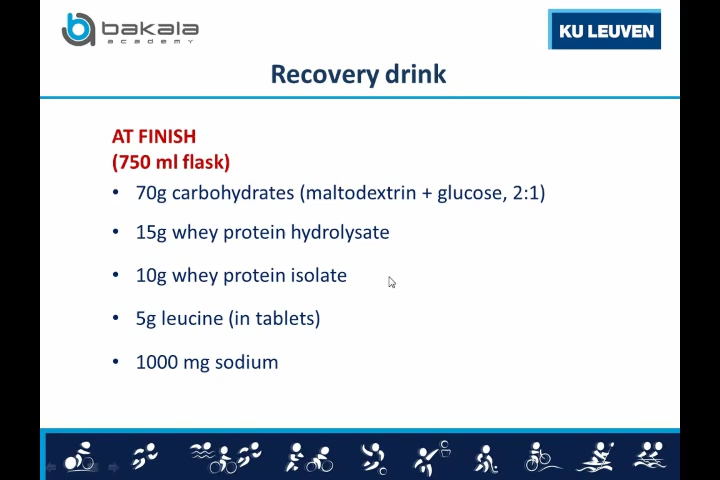 bakala
academy
KU LEUVEN
Recovery drink
AT FINISH
(750 ml flask)
• 70g carbohydrates (maltodextrin + glucose, 2:1)
• 15g whey protein hydrolysate
• 10g whey protein isolate
• 5g leucine (in tablets)
• 1000 mg sodium